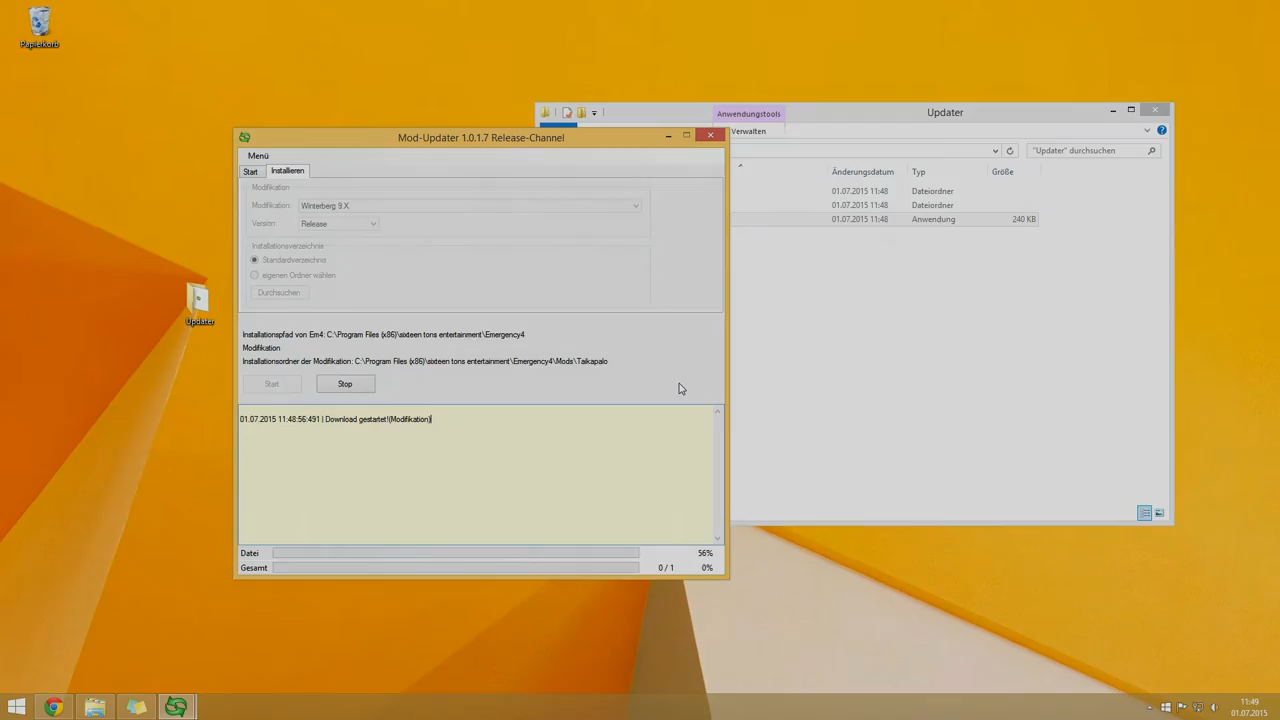 Papierkorb
Updater
Anwendungstools
Updater
Verwalten
"Updater" durchsuchen
Änderungsdatum Typ Größe
01.07.2015 11:48 Dateiordner
01.07.2015 11:48 Dateiordner
01.07.2015 11:48 Anwendung 240 KB
Mod-Updater 1.0.1.7 Release-Channel
Menü
Start Installieren
Modifikation
Modifikation: Winterberg 9.X
Version: Release
Installationsverzeichnis
Standardverzeichnis
eigenen Ordner wählen
Durchsuchen
Installationspfad von Em4: C:\Program Files (x86)\sixteen tons entertainment\Emergency4
Modifikation
Installationsordner der Modifikation: C:\Program Files (x86)\sixteen tons entertainment\Emergency4\Mods\Taikapalo
Start Stop
01.07.2015 11:48:56:491 | Download gestartet!(Modifikation)
Datei 56%
Gesamt 0 / 1 0%
11:49
01.07.2015